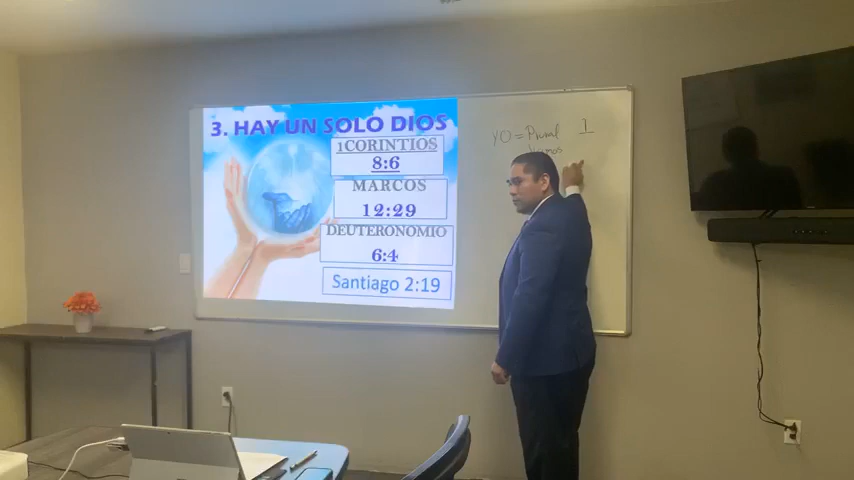 3. HAY UN SOLO DIOS
1CORINTIOS
8:6
MARCOS
12:29
DEUTERONOMIO
6:4
Santiago 2:19
YO = Plural
1